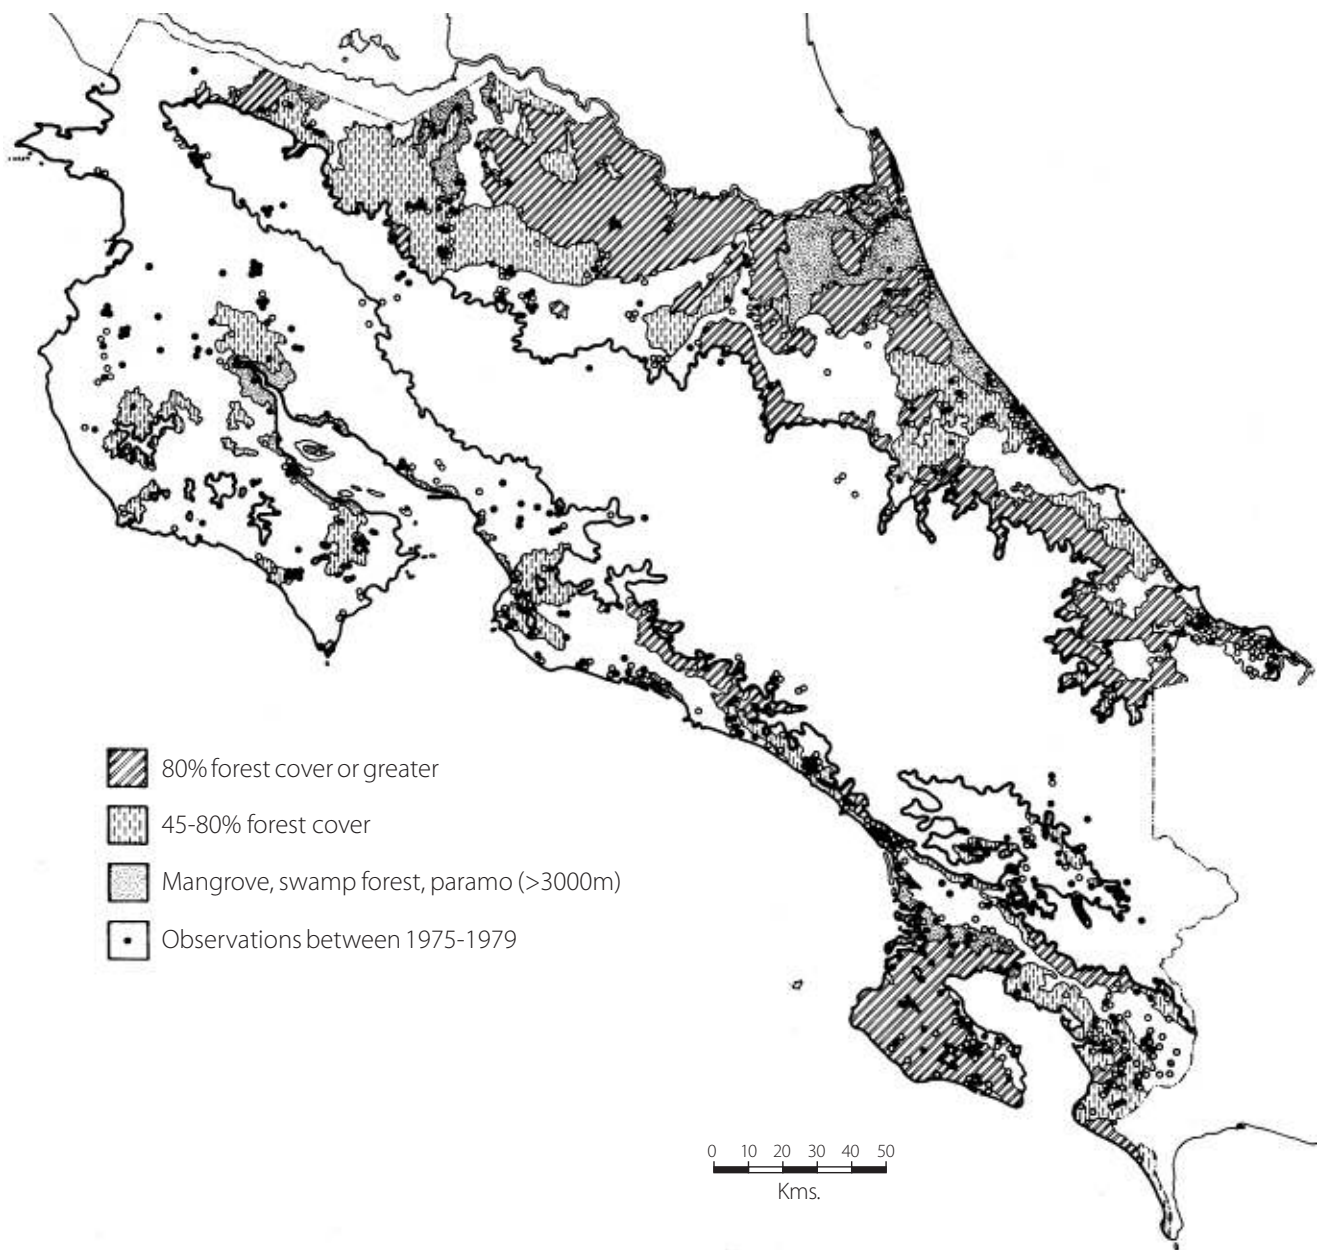 80% forest cover or greater
45-80% forest cover
Mangrove, swamp forest, paramo (>3000m)
Observations between 1975-1979
0 10 20 30 40 50
Kms.